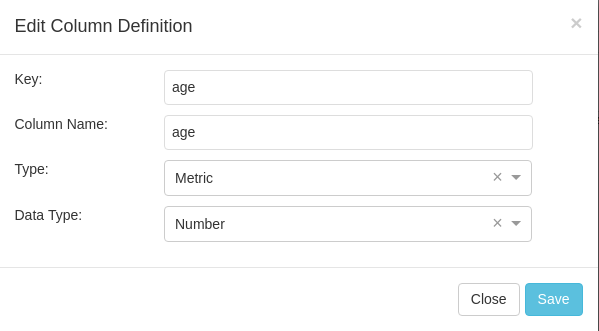 Edit Column Definition ×
Key: age
Column Name: age
Type: Metric × 
Data Type: Number ×
Close Save